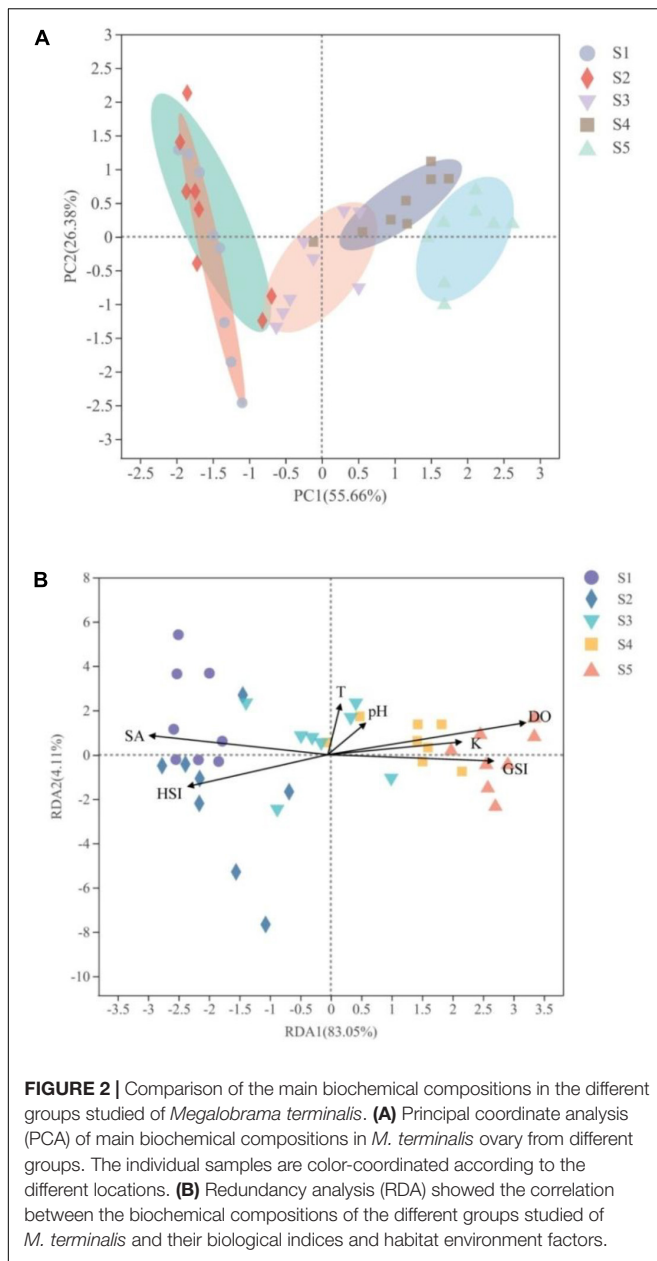 A
3
2.5
2
1.5
1
0.5
0
-0.5
-1
-1.5
-2
-2.5
-3
PC2(26.38%)
-2.5 -2 -1.5 -1 -0.5 0 0.5 1 1.5 2 2.5 3
PC1(55.66%)
S1
S2
S3
S4
S5
B
8
6
4
2
0
-2
-4
-6
-8
-10
RDA2(4.11%)
SA
HSI
T
pH
DO
K
GSI
-3.5 -3 -2.5 -2 -1.5 -1 -0.5 0 0.5 1 1.5 2 2.5 3 3.5
RDA1(83.05%)
S1
S2
S3
S4
S5
FIGURE 2 | Comparison of the main biochemical compositions in the different
groups studied of Megalobrama terminalis. (A) Principal coordinate analysis
(PCA) of main biochemical compositions in M. terminalis ovary from different
groups. The individual samples are color-coordinated according to the
different locations. (B) Redundancy analysis (RDA) showed the correlation
between the biochemical compositions of the different groups studied of
M. terminalis and their biological indices and habitat environment factors.